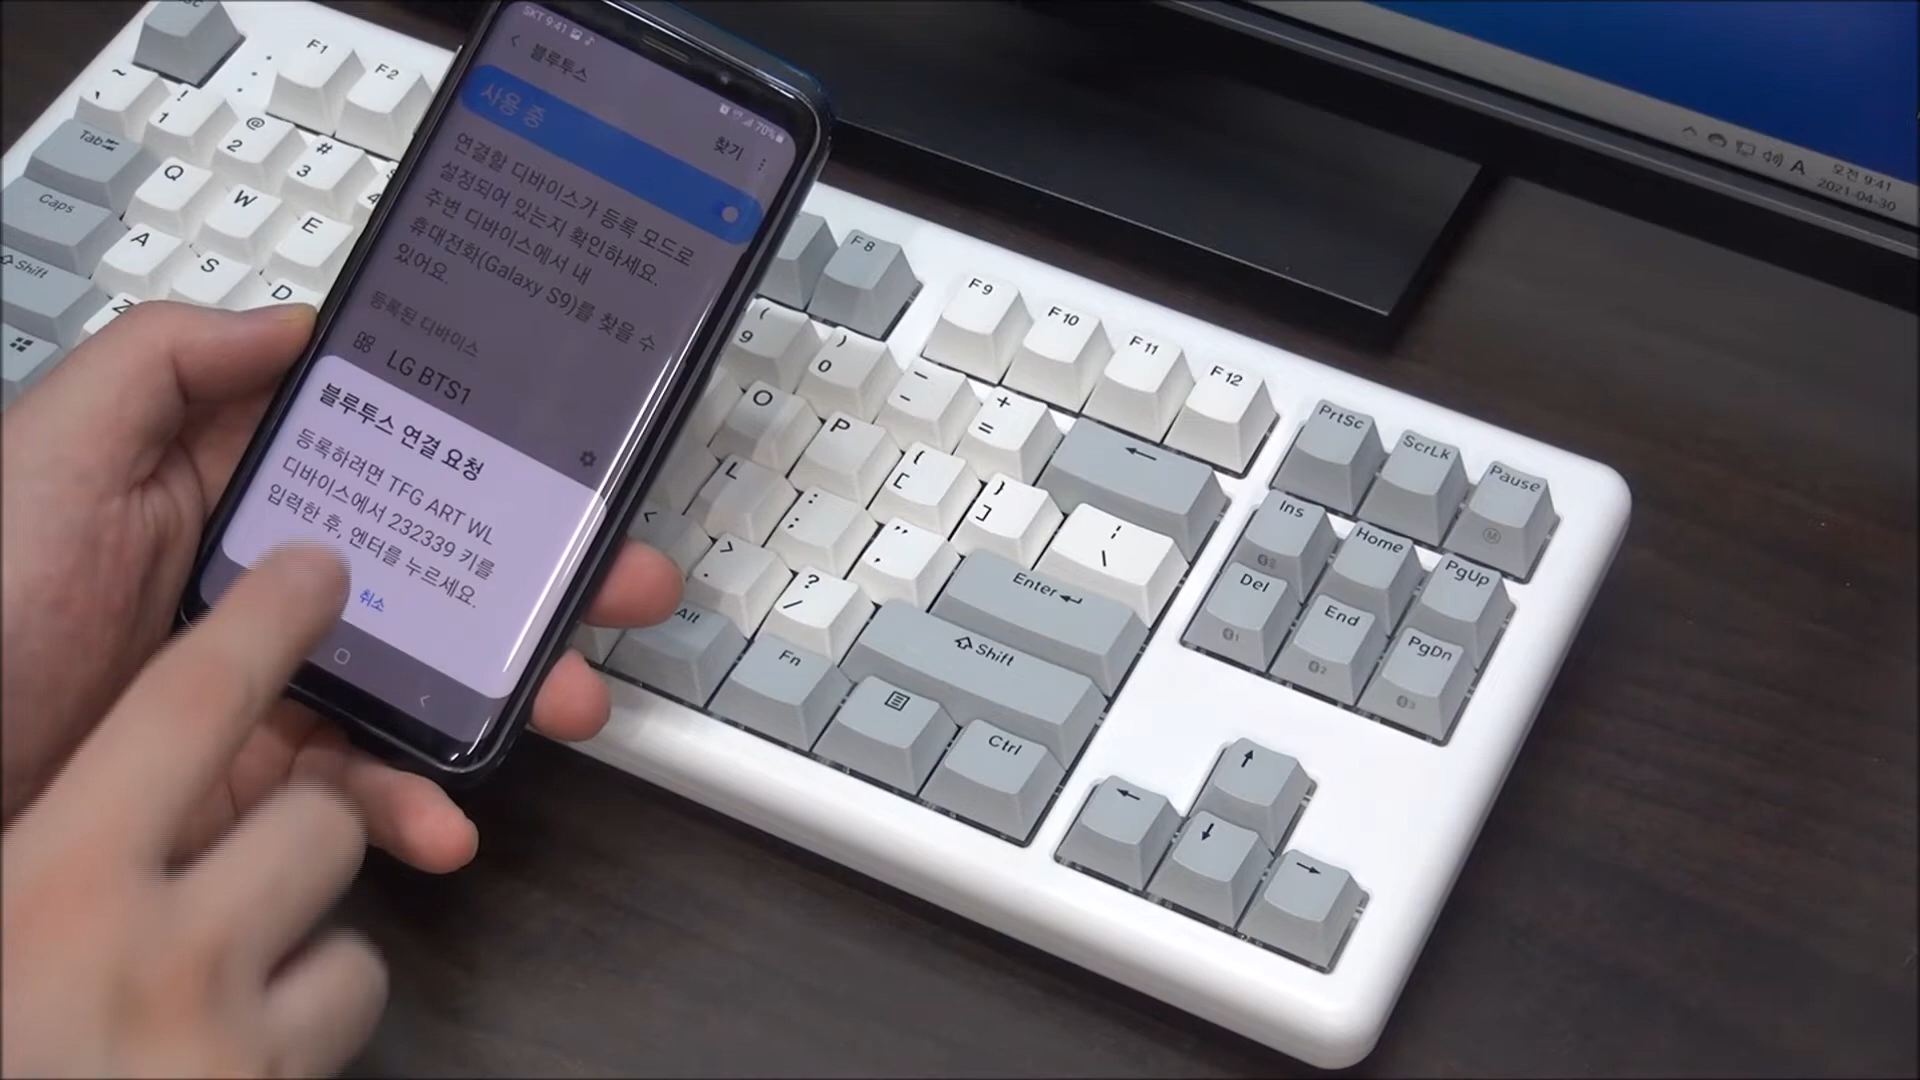 SKT 9:41
70%
블루투스
사용 중
찾기
연결할 디바이스가 등록 모드로
설정되어 있는지 확인하세요.
주변 디바이스에서 내
휴대전화(Galaxy S9)를 찾을 수
있어요.
등록된 디바이스
LG BTS1
블루투스 연결 요청
등록하려면 TFG ART WL
디바이스에서 232339 키를
입력한 후, 엔터를 누르세요.
취소
A
오전 9:41
2021-04-30
Esc
F1
F2
F8
F9
F10
F11
F12
PrtSc
ScrLk
Pause
M
~
`
!
1
@
2
#
3
4
(
9
)
0
_
-
+
=
←
Ins
Home
PgUp
Tab
Q
W
E
O
P
{
[
}
]
|
\
Del
1
End
2
PgDn
3
Caps
A
S
D
L
:
;
"
'
Enter
Shift
Z
<
>
.
?
/
Shift
↑
Alt
Fn
Ctrl
←
↓
→